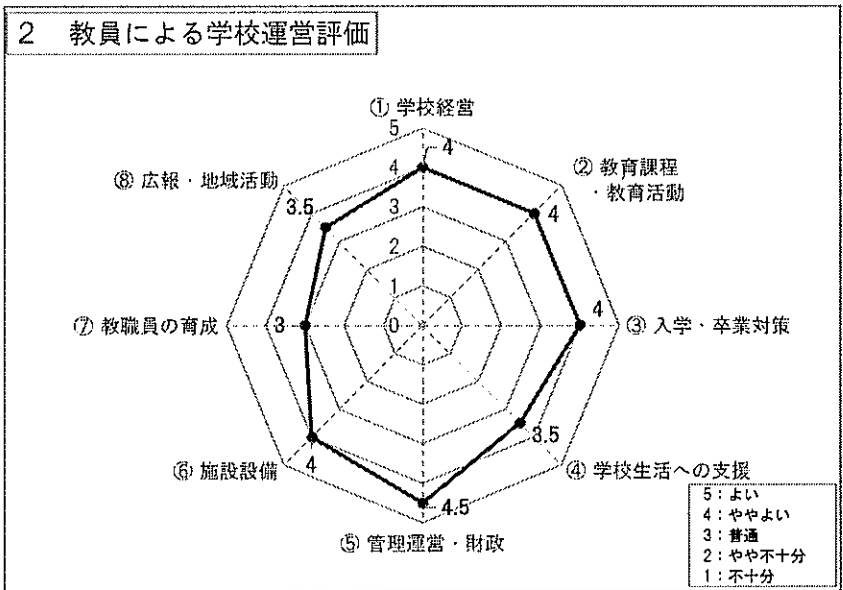 2 教員による学校運営評価
① 学校経営
5
4
4
3
2
1
0
② 教育課程
・教育活動
4
③ 入学・卒業対策
4
④ 学校生活への支援
3.5
⑤ 管理運営・財政
4.5
⑥ 施設設備
4
⑦ 教職員の育成
3
⑧ 広報・地域活動
3.5
5：よい
4：ややよい
3：普通
2：やや不十分
1：不十分